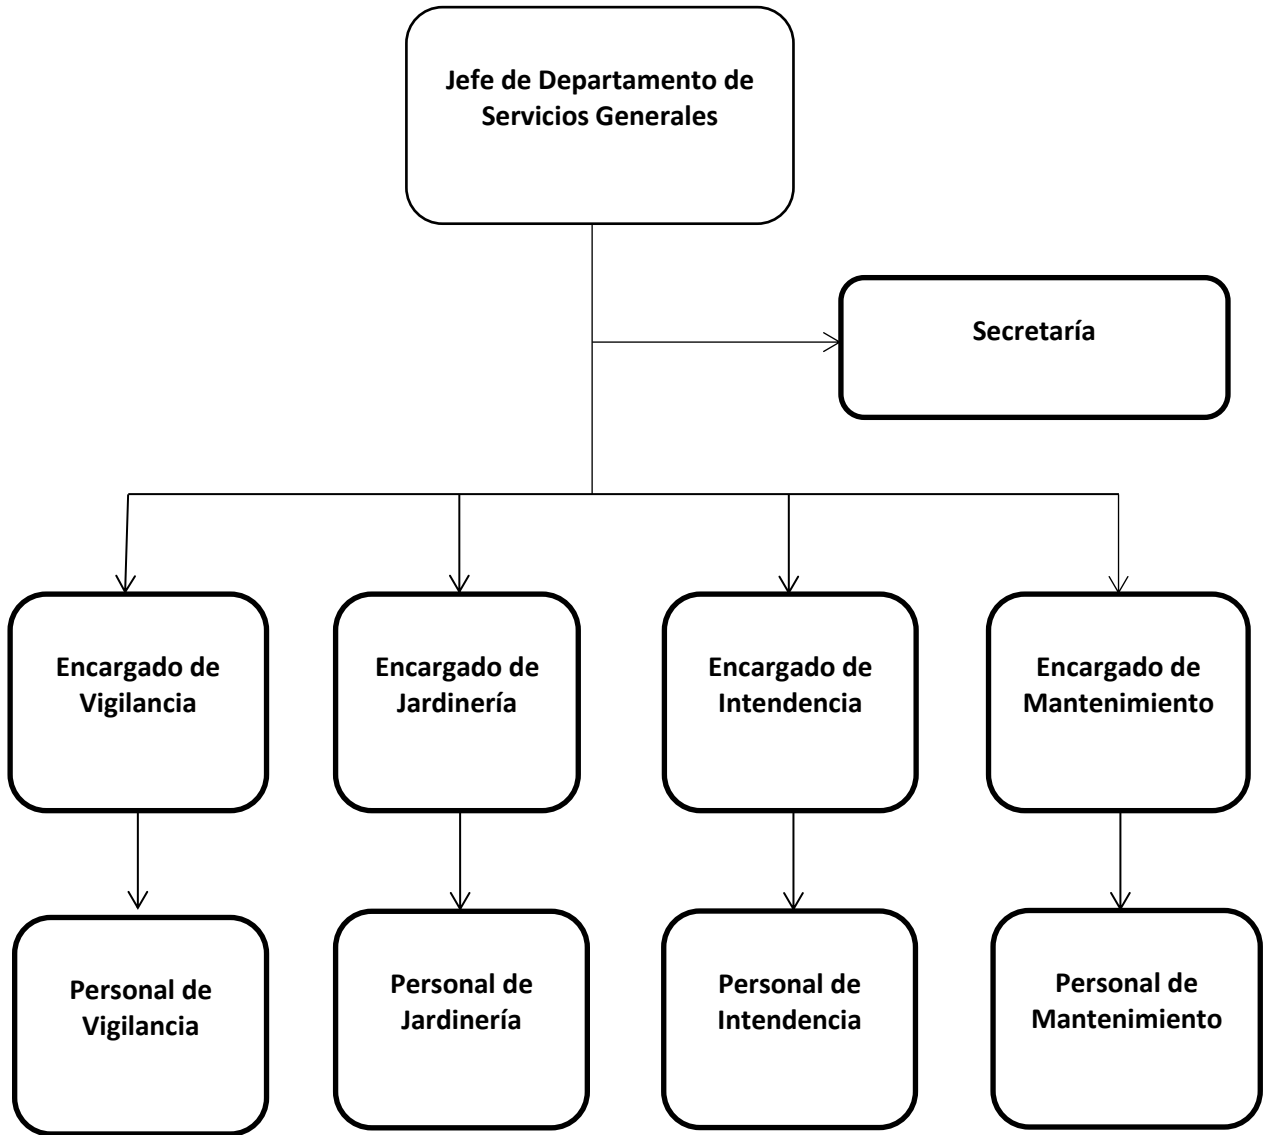 Jefe de Departamento de
Servicios Generales
Secretaría
Encargado de
Vigilancia
Encargado de
Jardinería
Encargado de
Intendencia
Encargado de
Mantenimiento
Personal de
Vigilancia
Personal de
Jardinería
Personal de
Intendencia
Personal de
Mantenimiento